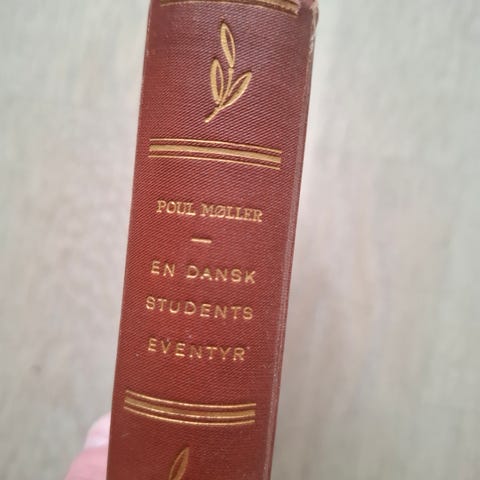 POUL MØLLER
EN DANSK
STUDENTS
EVENTYR